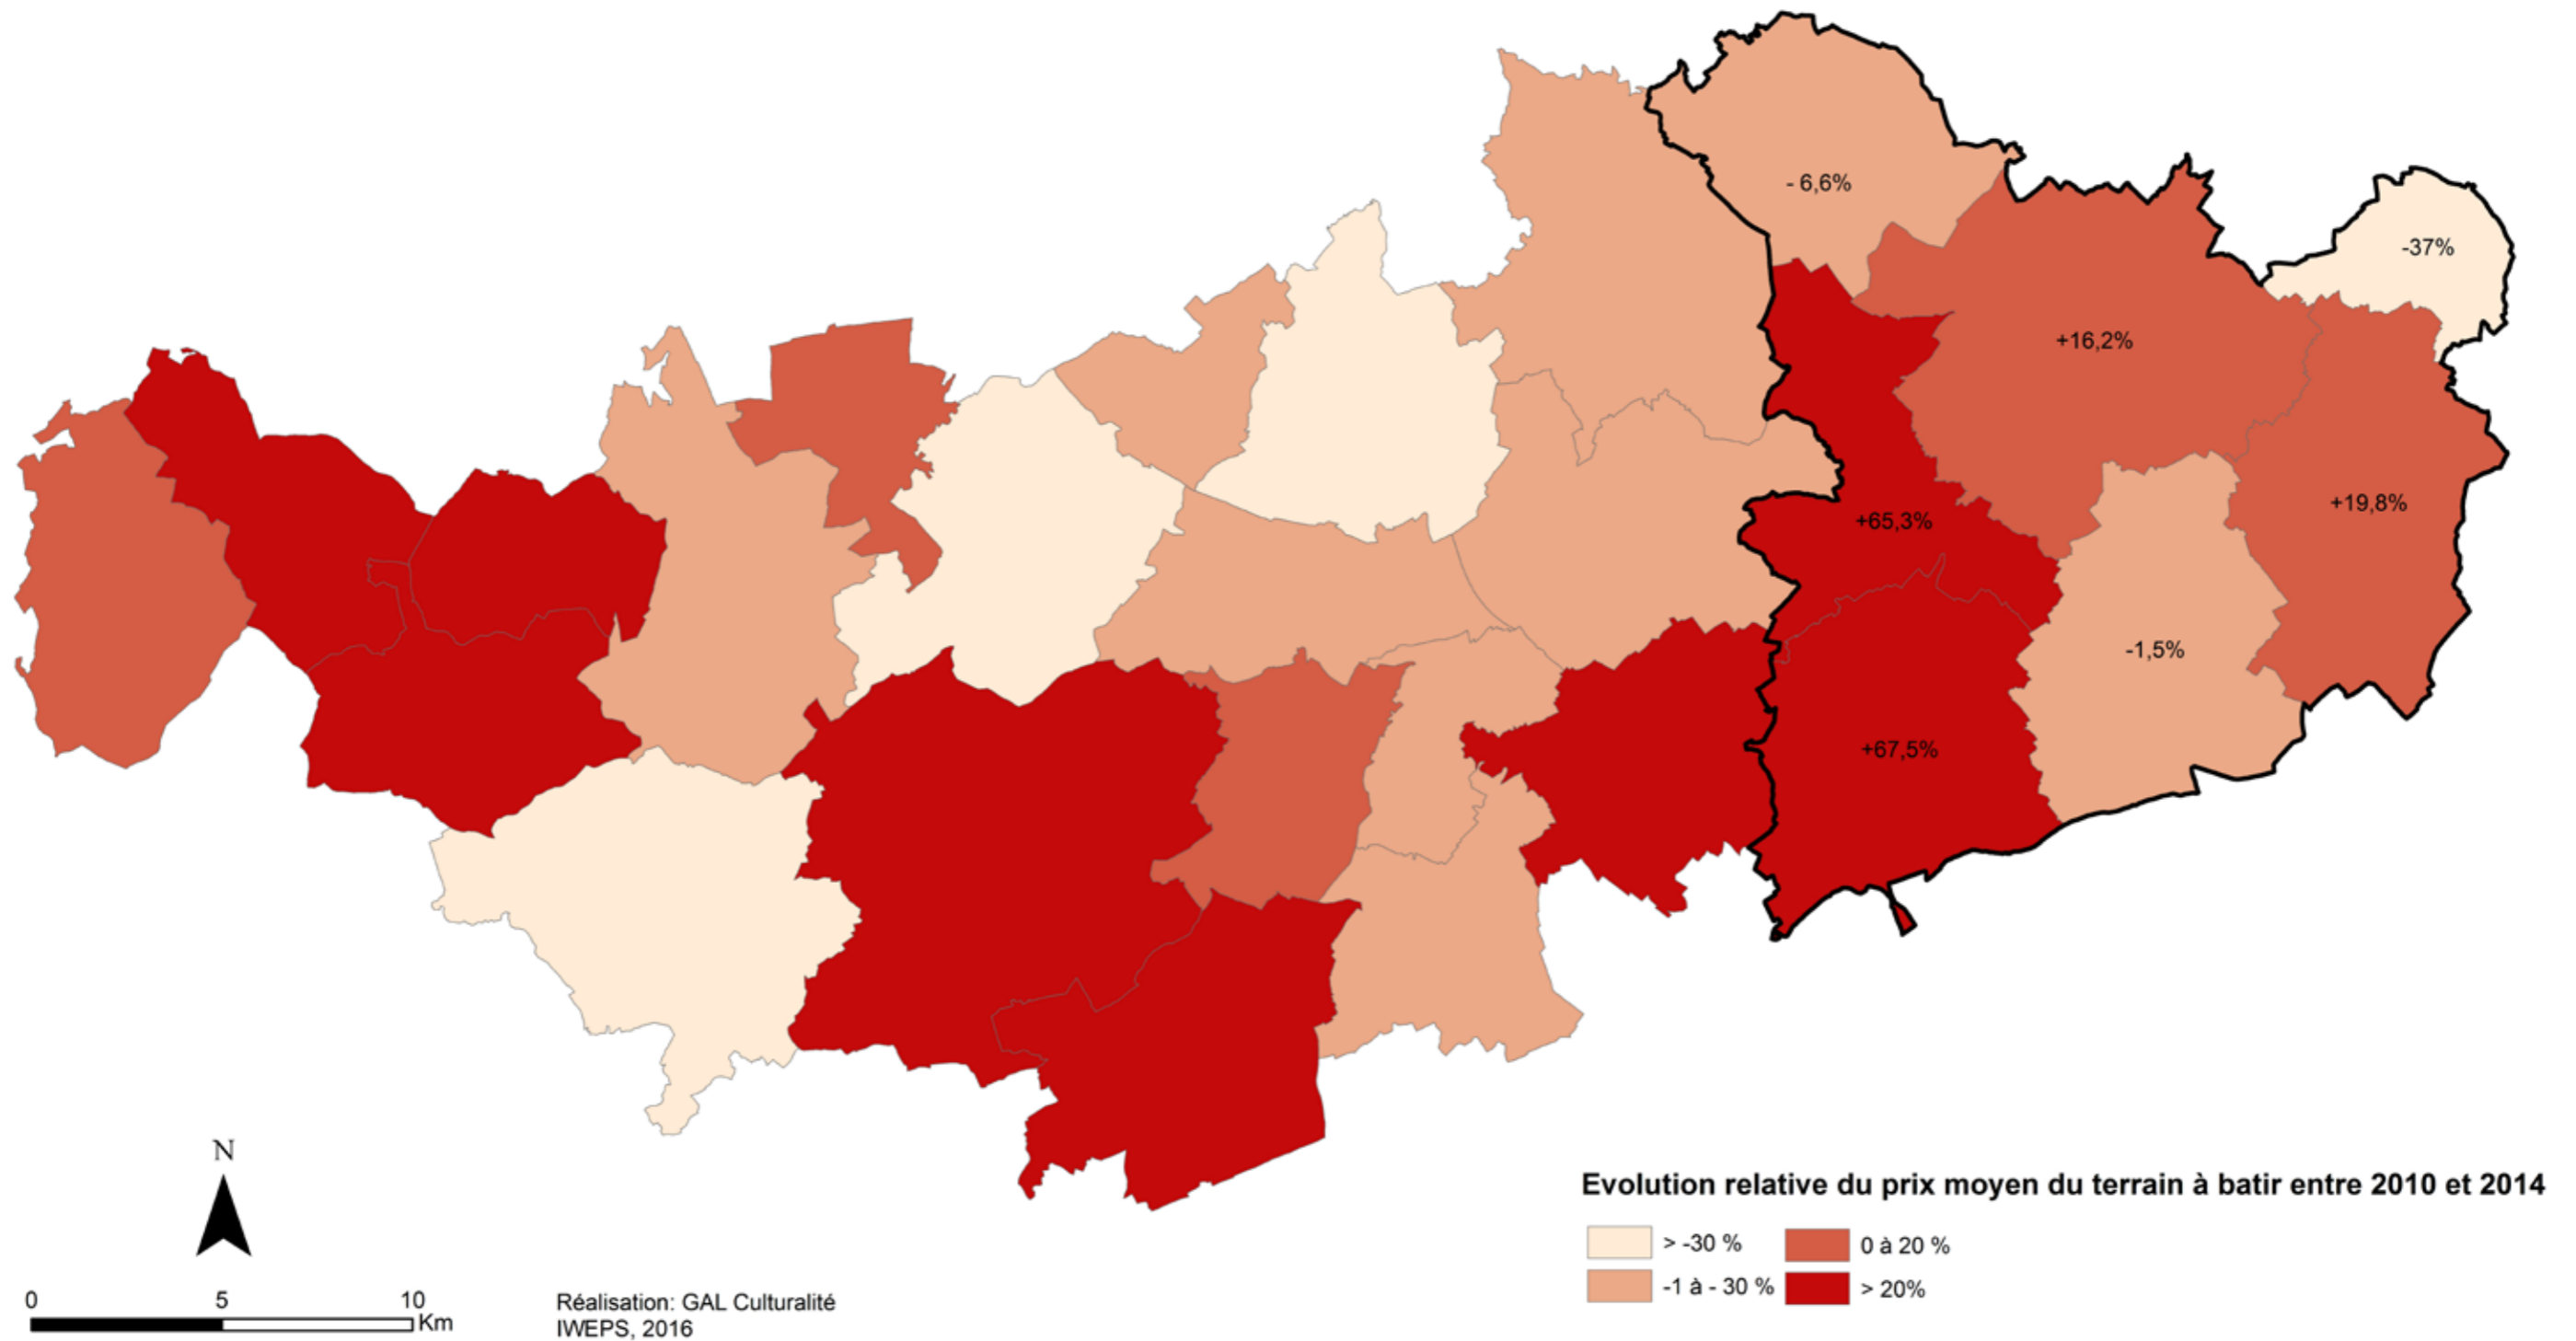 - 6,6%
-37%
+16,2%
+19,8%
+65,3%
-1,5%
+67,5%
N
0 5 10
Km
Réalisation: GAL Culturalité
IWEPS, 2016
Evolution relative du prix moyen du terrain à batir entre 2010 et 2014
> -30 % 0 à 20 %
-1 à - 30 % > 20%